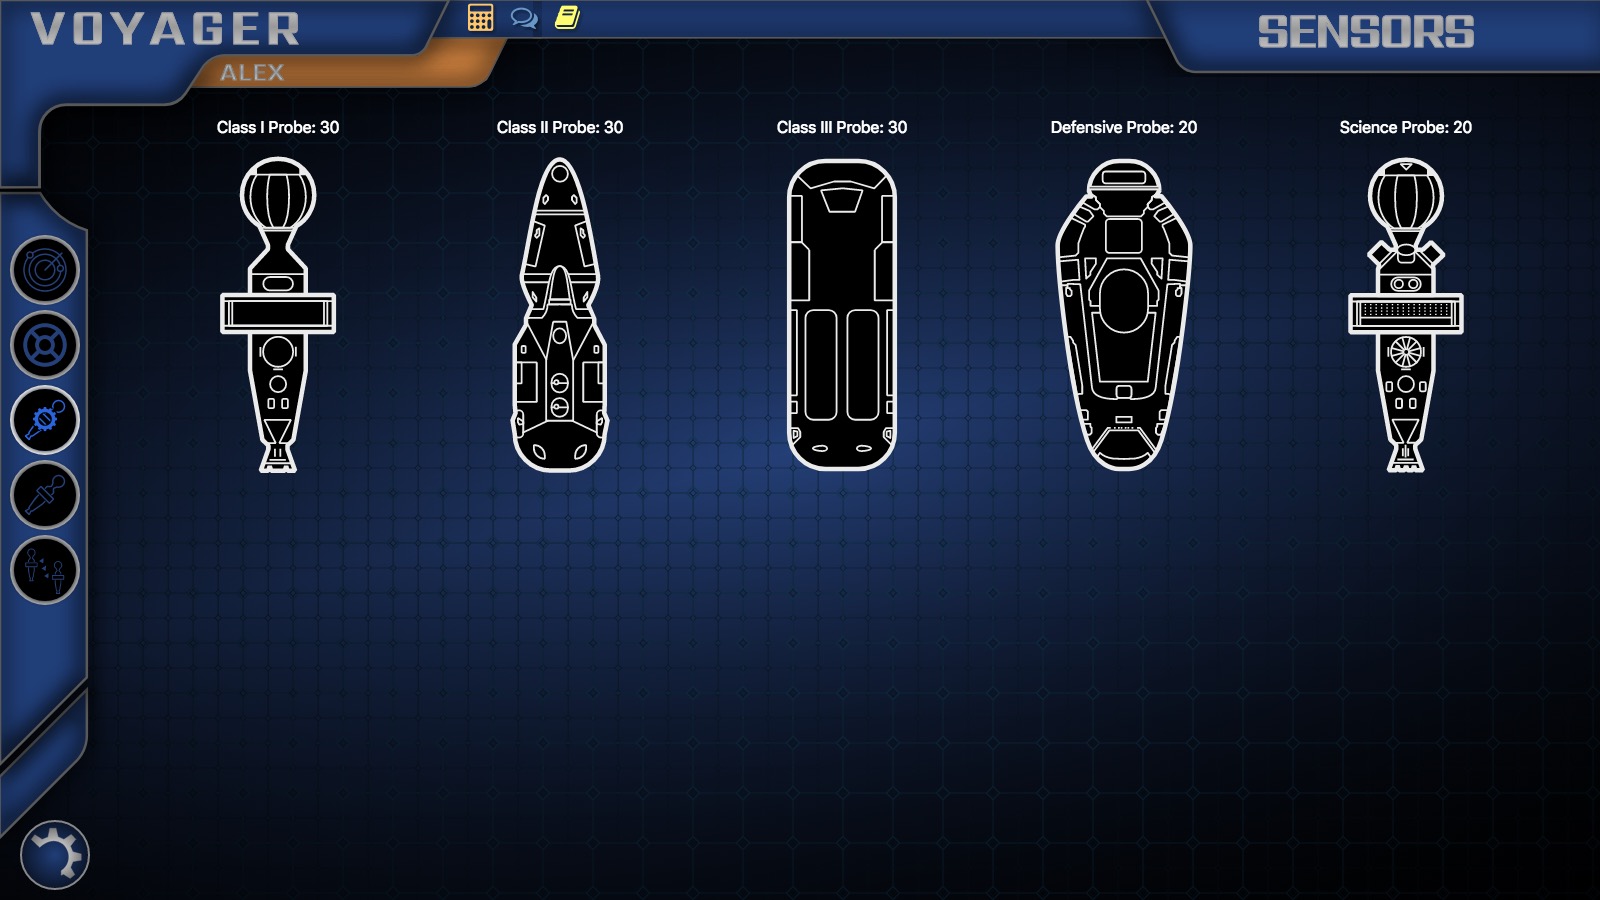 VOYAGER
SENSORS
ALEX
Class I Probe: 30
Class II Probe: 30
Class III Probe: 30
Defensive Probe: 20
Science Probe: 20